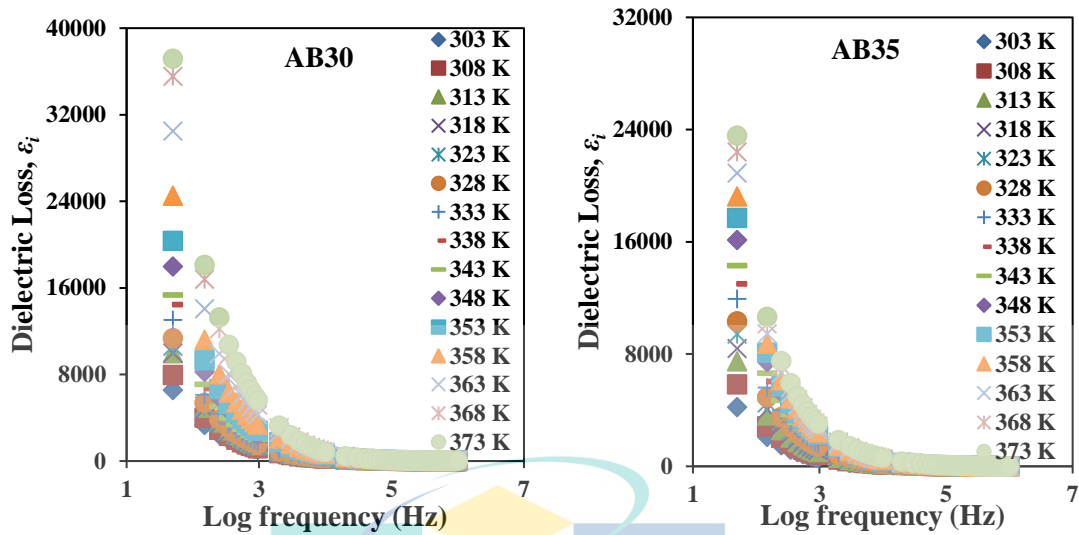 40000
32000
24000
16000
8000
0
Dielectric Loss, εi
AB30
303 K
308 K
313 K
318 K
323 K
328 K
333 K
338 K
343 K
348 K
353 K
358 K
363 K
368 K
373 K
1
3
5
7
Log frequency (Hz)
32000
24000
16000
8000
0
Dielectric Loss, εi
AB35
303 K
308 K
313 K
318 K
323 K
328 K
333 K
338 K
343 K
348 K
353 K
358 K
363 K
368 K
373 K
1
3
5
7
Log frequency (Hz)